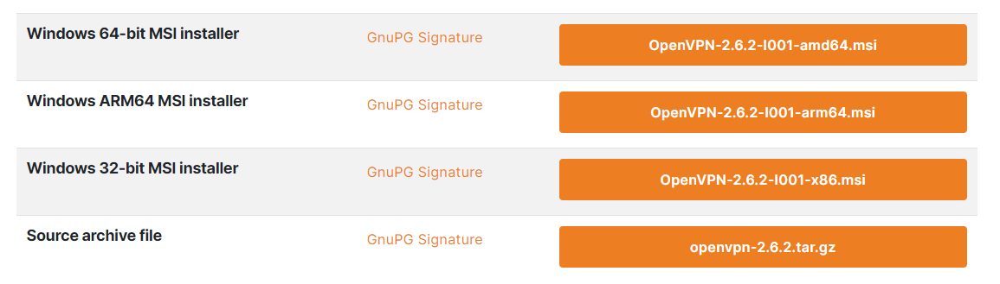 Windows 64-bit MSI installer GnuPG Signature OpenVPN-2.6.2-I001-amd64.msi
Windows ARM64 MSI installer GnuPG Signature OpenVPN-2.6.2-I001-arm64.msi
Windows 32-bit MSI installer GnuPG Signature OpenVPN-2.6.2-I001-x86.msi
Source archive file GnuPG Signature openvpn-2.6.2.tar.gz